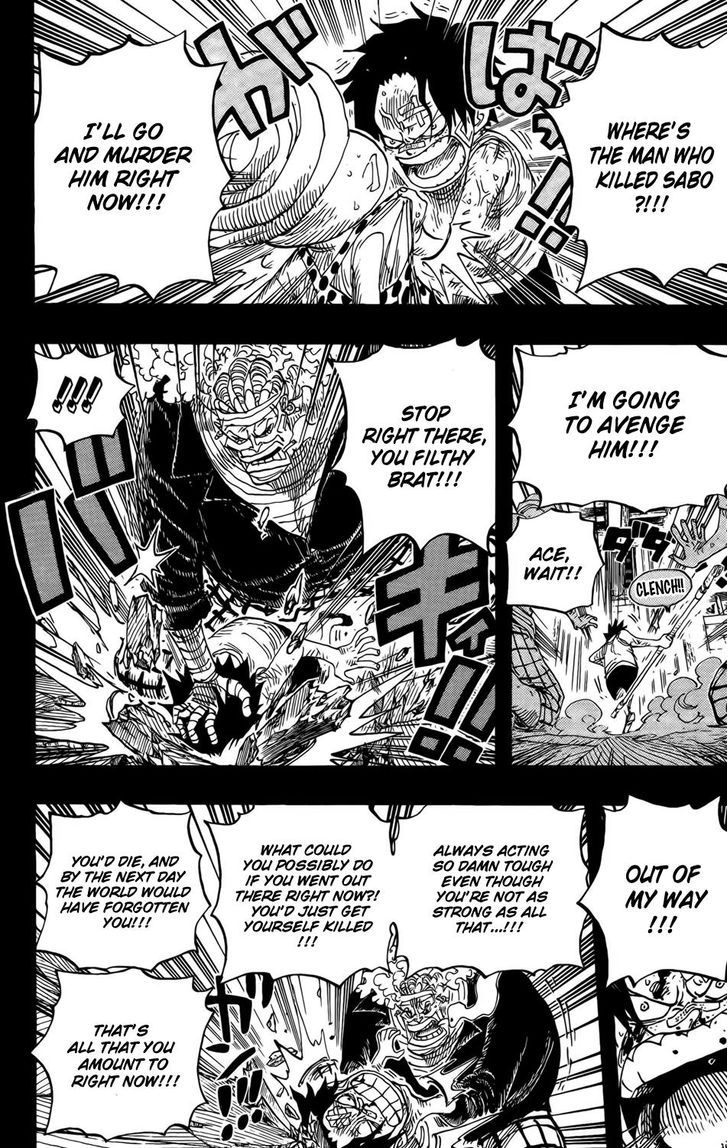 WHERE'S
THE MAN WHO
KILLED SABO
?!!!
ばっ
!!
I'LL GO
AND MURDER
HIM RIGHT
NOW!!!
I'M GOING
TO AVENGE
HIM!!!
ACE,
WAIT!!
CLENCH!!
ダダ
STOP
RIGHT THERE,
YOU FILTHY
BRAT!!!
!!!
OUT OF
MY WAY
!!!
ALWAYS ACTING
SO DAMN TOUGH
EVEN THOUGH
YOU'RE NOT AS
STRONG AS ALL
THAT...!!!
WHAT COULD
YOU POSSIBLY DO
IF YOU WENT OUT
THERE RIGHT NOW?!
YOU'D JUST GET
YOURSELF KILLED
!!!
YOU'D DIE, AND
BY THE NEXT DAY
THE WORLD WOULD
HAVE FORGOTTEN
YOU!!!
THAT'S
ALL THAT YOU
AMOUNT TO
RIGHT NOW!!!